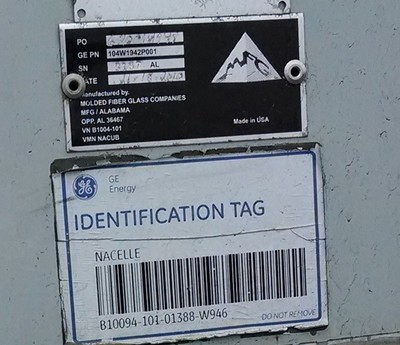 PO
GE PN 104W1942P001
SN AL
DATE
Manufactured by.
MOLDED FIBER GLASS COMPANIES
MFG / ALABAMA
OPP, AL 36467
VN B1004-101
VMN NACUB
MFG
Made in USA
GE
GE
Energy
IDENTIFICATION TAG
NACELLE
B10094-101-01388-W946
DO NOT REMOVE